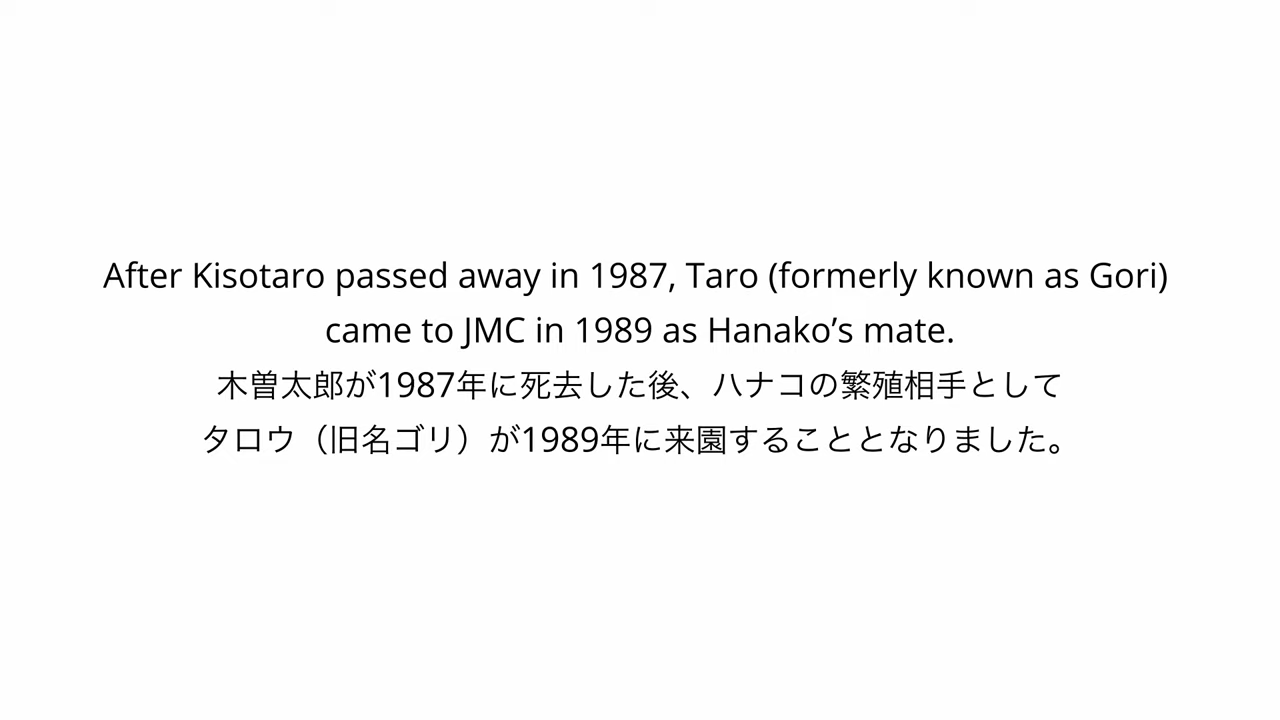 After Kisotaro passed away in 1987, Taro (formerly known as Gori)
came to JMC in 1989 as Hanako’s mate.
木曽太郎が1987年に死去した後、ハナコの繁殖相手として
タロウ（旧名ゴリ）が1989年に来園することとなりました。